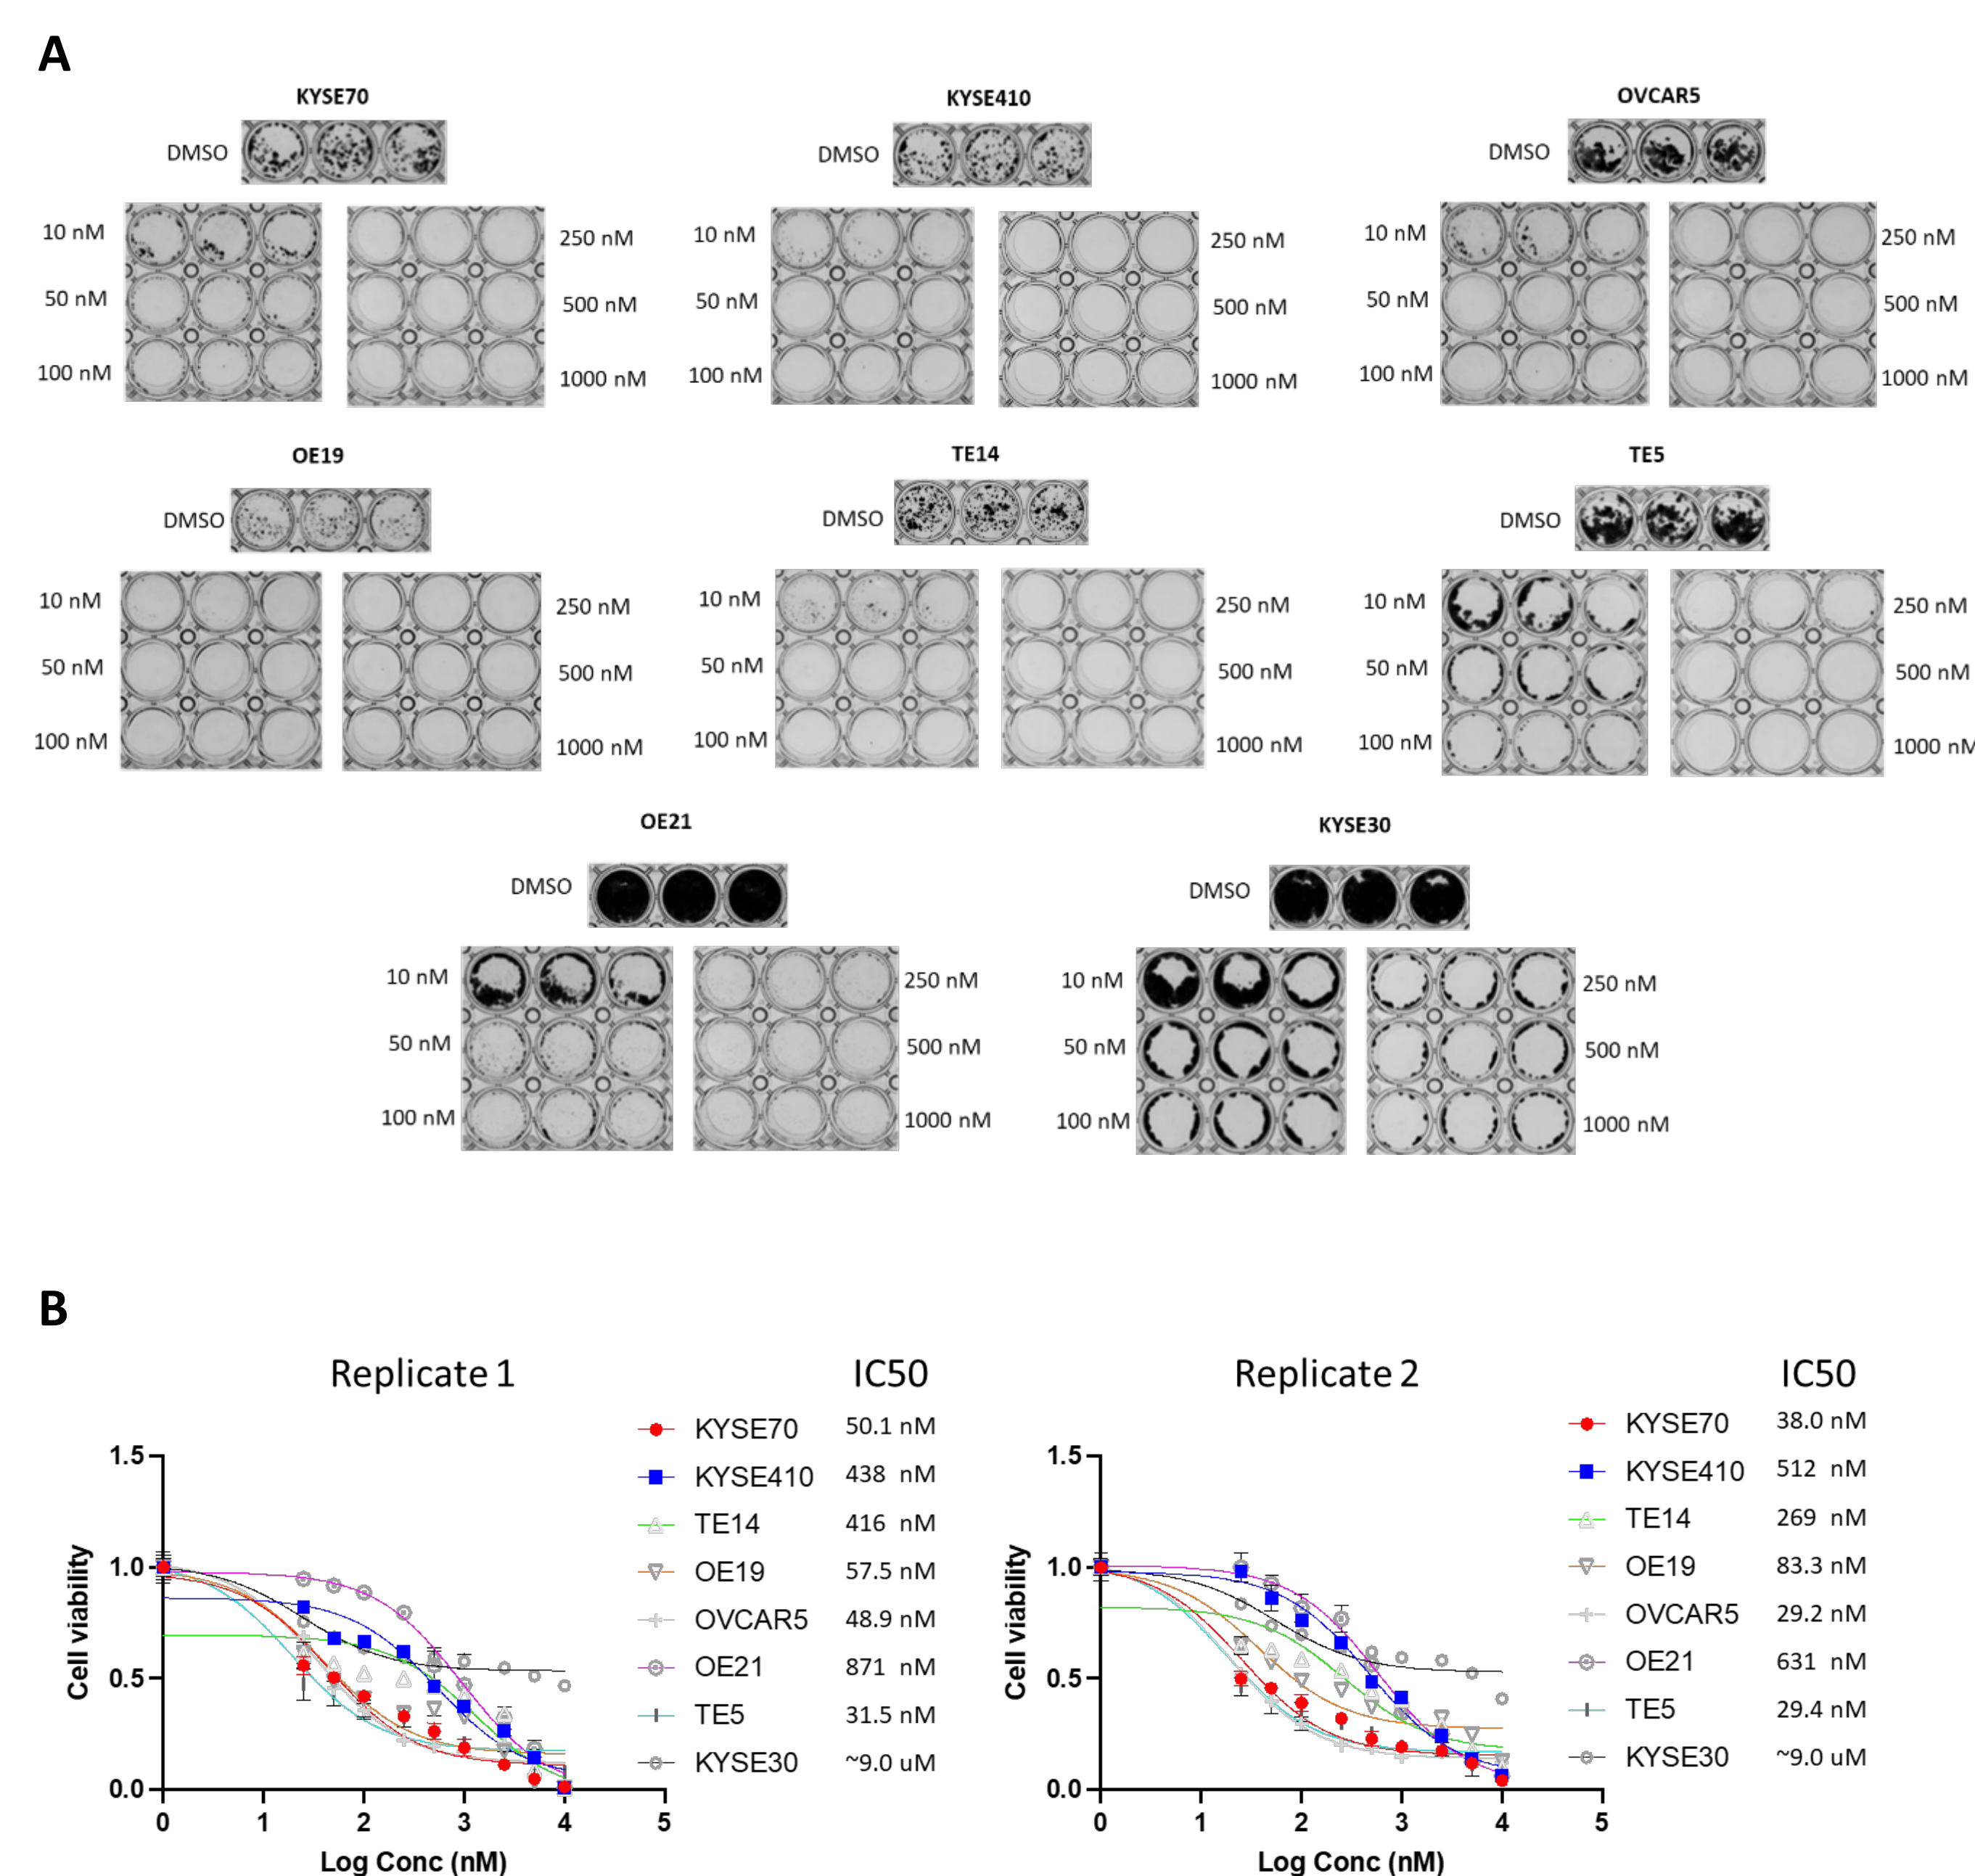 A
KYSE70
DMSO
10 nM
50 nM
100 nM
250 nM
500 nM
1000 nM
KYSE410
DMSO
10 nM
50 nM
100 nM
250 nM
500 nM
1000 nM
OVCAR5
DMSO
10 nM
50 nM
100 nM
250 nM
500 nM
1000 nM
OE19
DMSO
10 nM
50 nM
100 nM
250 nM
500 nM
1000 nM
TE14
DMSO
10 nM
50 nM
100 nM
250 nM
500 nM
1000 nM
TE5
DMSO
10 nM
50 nM
100 nM
250 nM
500 nM
1000 nM
OE21
DMSO
10 nM
50 nM
100 nM
250 nM
500 nM
1000 nM
KYSE30
DMSO
10 nM
50 nM
100 nM
250 nM
500 nM
1000 nM
B
Replicate 1
IC50
KYSE70 50.1 nM
KYSE410 438 nM
TE14 416 nM
OE19 57.5 nM
OVCAR5 48.9 nM
OE21 871 nM
TE5 31.5 nM
KYSE30 ~9.0 uM
Cell viability
1.5
1.0
0.5
0.0
0 1 2 3 4 5
Log Conc (nM)
Replicate 2
IC50
KYSE70 38.0 nM
KYSE410 512 nM
TE14 269 nM
OE19 83.3 nM
OVCAR5 29.2 nM
OE21 631 nM
TE5 29.4 nM
KYSE30 ~9.0 uM
Cell viability
1.5
1.0
0.5
0.0
0 1 2 3 4 5
Log Conc (nM)